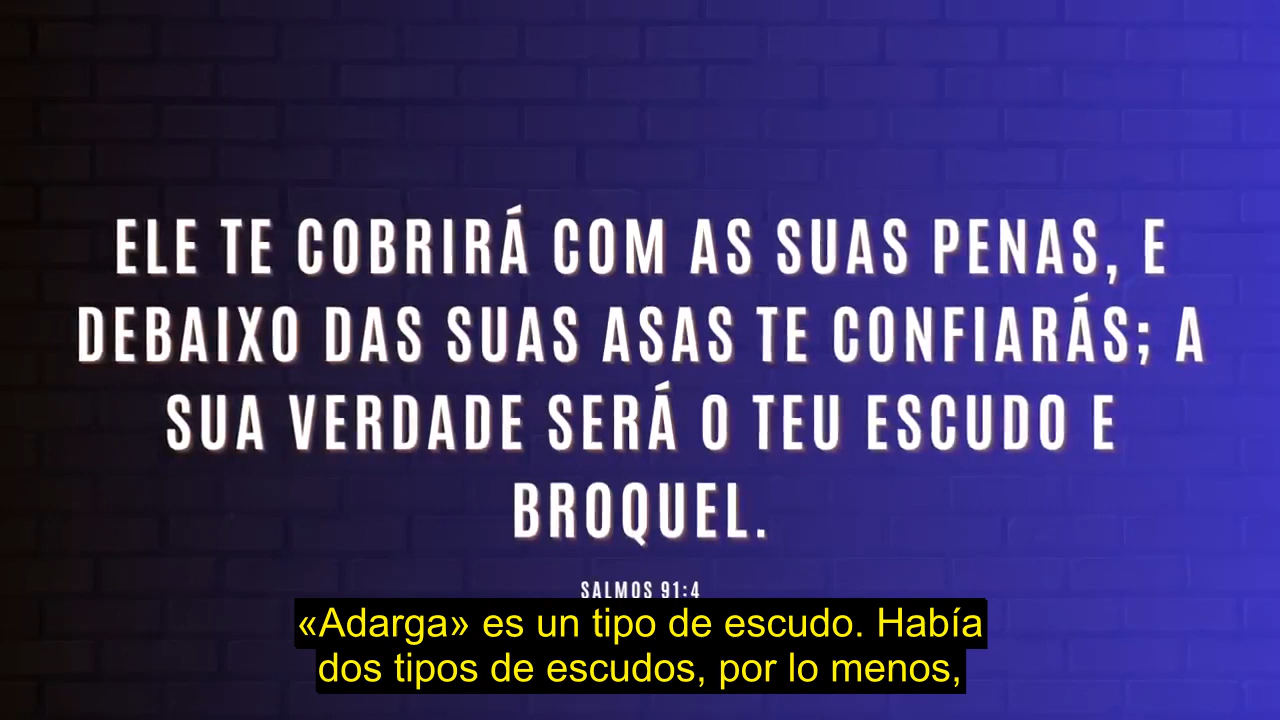 ELE TE COBRIRÁ COM AS SUAS PENAS, E
DEBAIXO DAS SUAS ASAS TE CONFIARÁS; A
SUA VERDADE SERÁ O TEU ESCUDO E
BROQUEL.
SALMOS 91:4
«Adarga» es un tipo de escudo. Había
dos tipos de escudos, por lo menos,